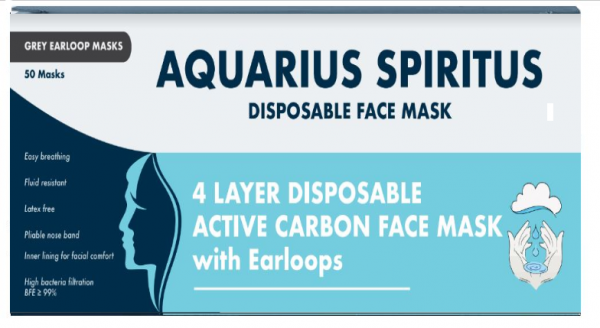 GREY EARLOOP MASKS
50 Masks
AQUARIUS SPIRITUS
DISPOSABLE FACE MASK
Easy breathing
Fluid resistant
Latex free
Pliable nose band
Inner lining for facial comfort
High bacteria filtration
BFE ≥ 99%
4 LAYER DISPOSABLE
ACTIVE CARBON FACE MASK
with Earloops